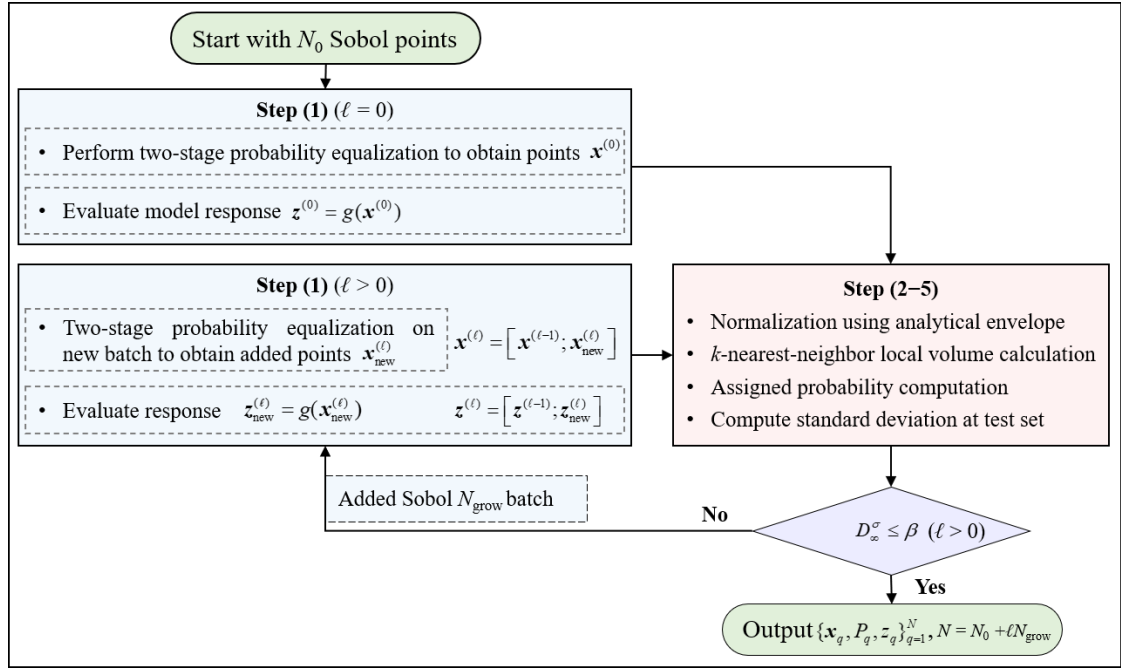 Start with N₀ Sobol points
Step (1) (ℓ = 0)
• Perform two-stage probability equalization to obtain points x⁽⁰⁾
• Evaluate model response z⁽⁰⁾ = g(x⁽⁰⁾)
Step (1) (ℓ > 0)
• Two-stage probability equalization on
new batch to obtain added points x_new^(ℓ)
x^(ℓ) = [x^(ℓ−1); x_new^(ℓ)]
• Evaluate response z_new^(ℓ) = g(x_new^(ℓ)) z^(ℓ) = [z^(ℓ−1); z_new^(ℓ)]
Step (2−5)
• Normalization using analytical envelope
• k-nearest-neighbor local volume calculation
• Assigned probability computation
• Compute standard deviation at test set
Added Sobol N_grow batch
No
D_∞^σ ≤ β (ℓ > 0)
Yes
Output {x_q, P_q, z_q}_{q=1}^N, N = N₀ + ℓN_grow